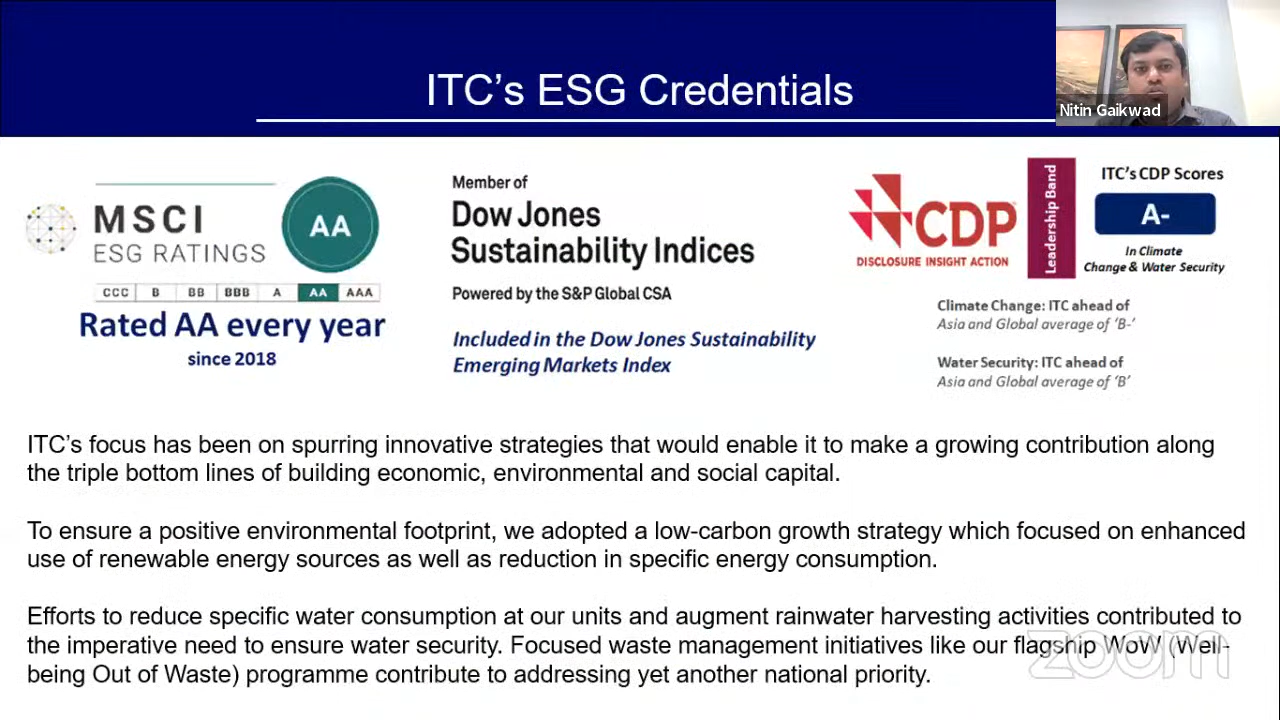 ITC's ESG Credentials
Nitin Gaikwad
MSCI
ESG RATINGS
AA
CCC B BB BBB A AA AAA
Rated AA every year
since 2018
Member of
Dow Jones
Sustainability Indices
Powered by the S&P Global CSA
Included in the Dow Jones Sustainability
Emerging Markets Index
CDP
DISCLOSURE INSIGHT ACTION
Leadership Band
ITC's CDP Scores
A-
In Climate
Change & Water Security
Climate Change: ITC ahead of
Asia and Global average of 'B-'
Water Security: ITC ahead of
Asia and Global average of 'B'
ITC's focus has been on spurring innovative strategies that would enable it to make a growing contribution along
the triple bottom lines of building economic, environmental and social capital.
To ensure a positive environmental footprint, we adopted a low-carbon growth strategy which focused on enhanced
use of renewable energy sources as well as reduction in specific energy consumption.
Efforts to reduce specific water consumption at our units and augment rainwater harvesting activities contributed to
the imperative need to ensure water security. Focused waste management initiatives like our flagship WoW (Well-
being Out of Waste) programme contribute to addressing yet another national priority.
zoom